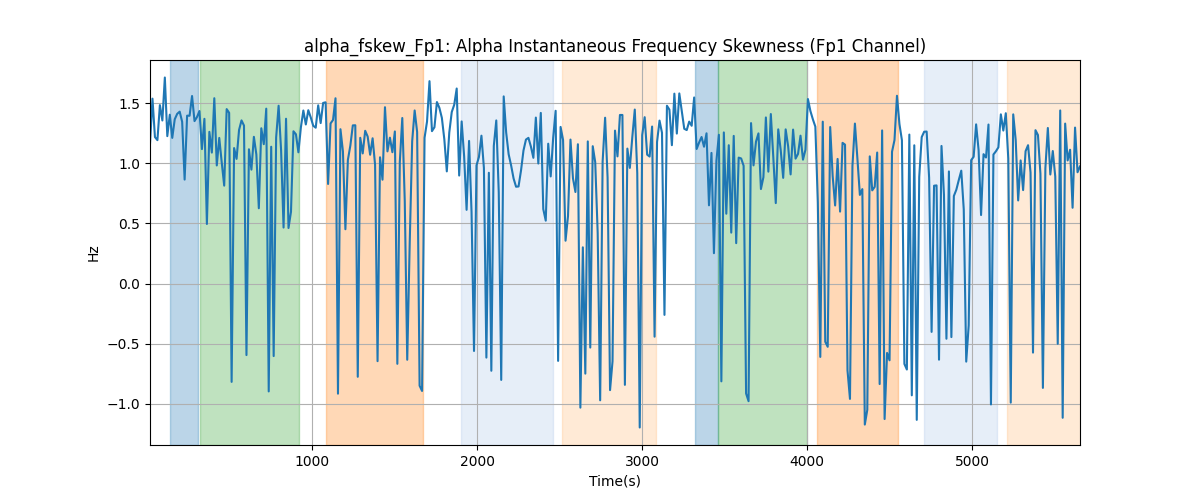 alpha_fskew_Fp1: Alpha Instantaneous Frequency Skewness (Fp1 Channel)
1.5
1.0
0.5
0.0
−0.5
−1.0
Hz
1000 2000 3000 4000 5000
Time(s)